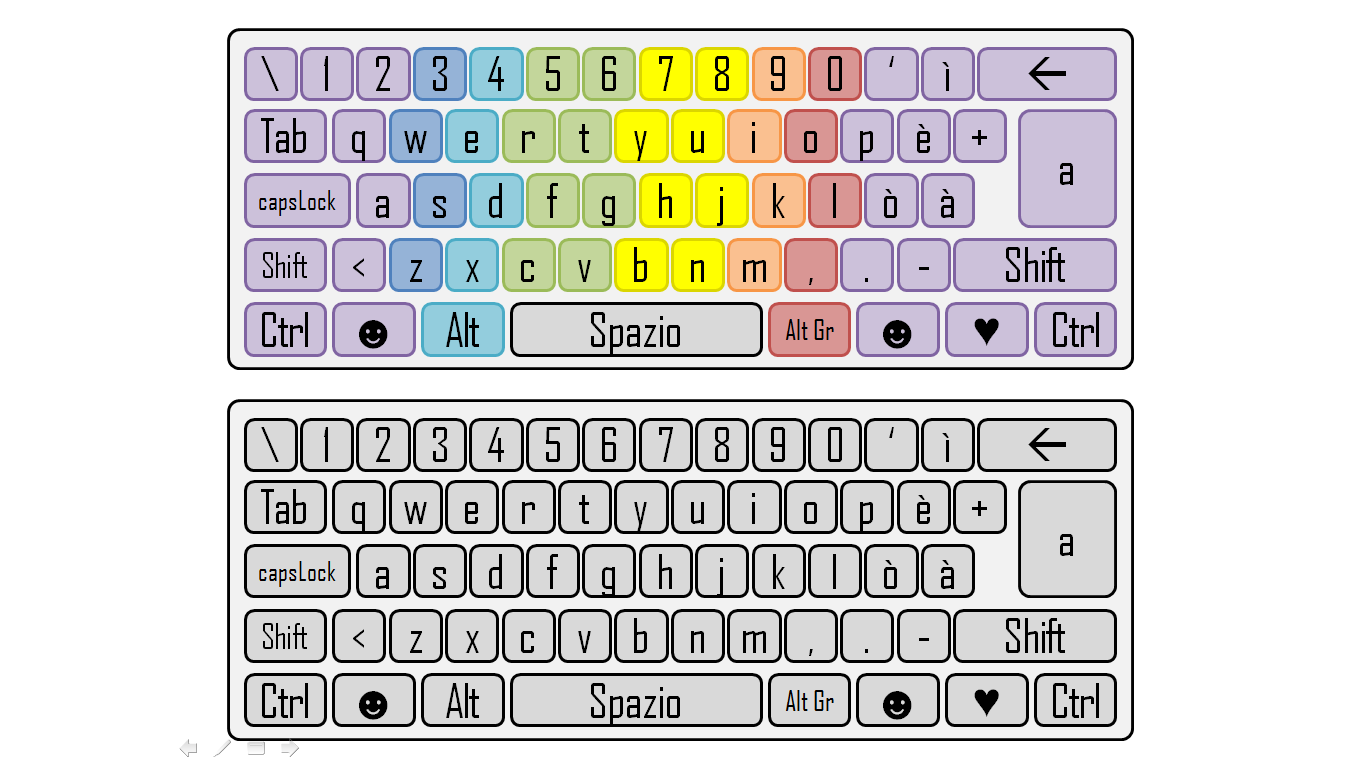 \ 1 2 3 4 5 6 7 8 9 0 ‘ ì ←
Tab q w e r t y u i o p è +
a
capsLock a s d f g h j k l ò à
Shift < z x c v b n m , . - Shift
Ctrl ☻ Alt Spazio Alt Gr ☻ ♥ Ctrl
\ 1 2 3 4 5 6 7 8 9 0 ‘ ì ←
Tab q w e r t y u i o p è +
a
capsLock a s d f g h j k l ò à
Shift < z x c v b n m , . - Shift
Ctrl ☻ Alt Spazio Alt Gr ☻ ♥ Ctrl